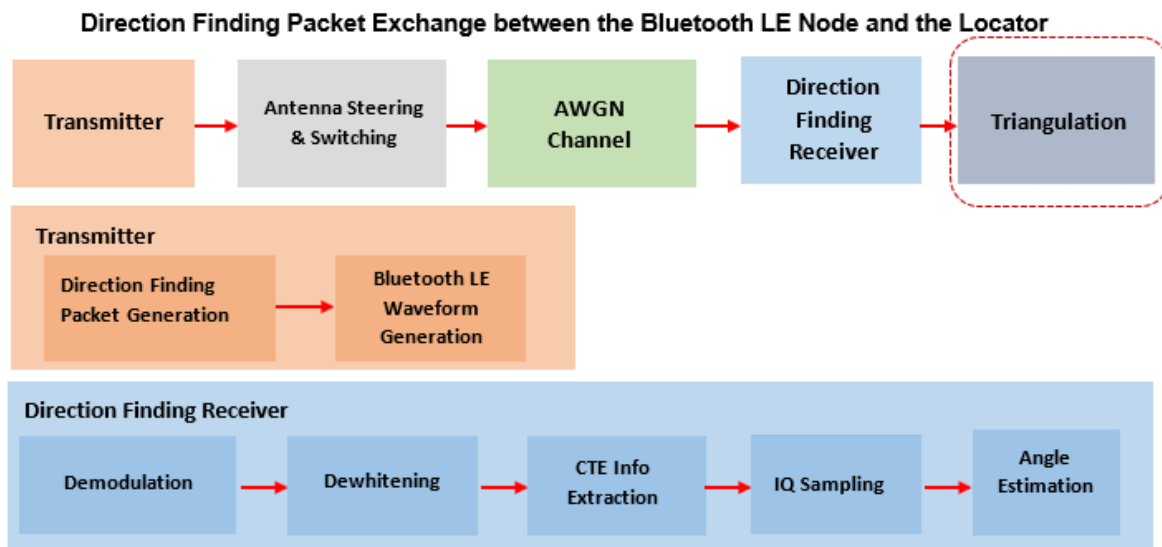 Direction Finding Packet Exchange between the Bluetooth LE Node and the Locator
Transmitter
Antenna Steering
& Switching
AWGN
Channel
Direction
Finding
Receiver
Triangulation
Transmitter
Direction Finding
Packet Generation
Bluetooth LE
Waveform
Generation
Direction Finding Receiver
Demodulation
Dewhitening
CTE Info
Extraction
IQ Sampling
Angle
Estimation